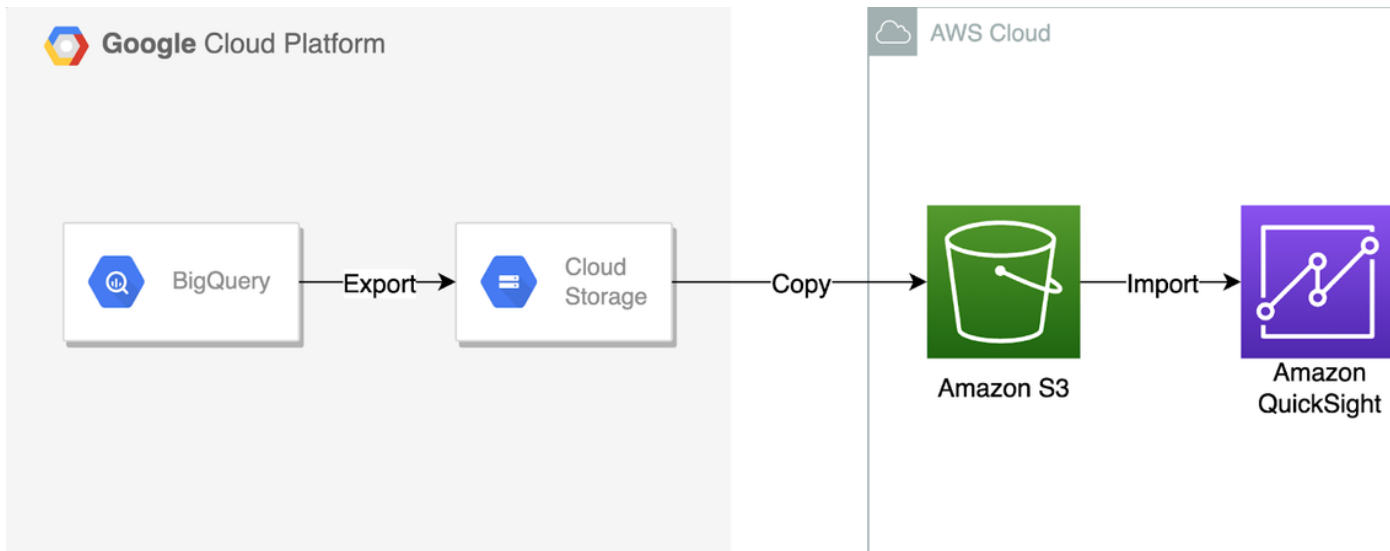 Google Cloud Platform
AWS Cloud
BigQuery
Export
Cloud
Storage
Copy
Import
Amazon S3
Amazon
QuickSight